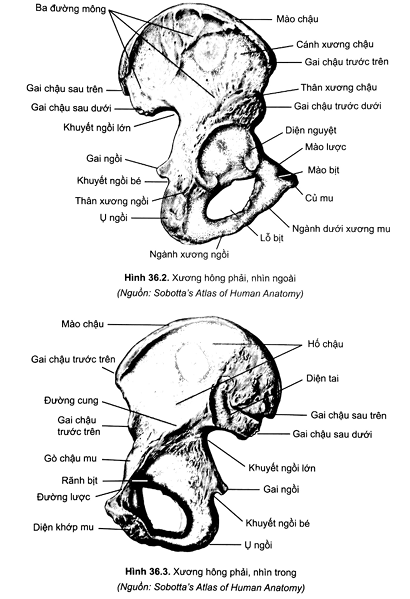 Ba đường mông
Mào chậu
Cánh xương chậu
Gai chậu trước trên
Gai chậu sau trên
Thân xương chậu
Gai chậu sau dưới
Gai chậu trước dưới
Khuyết ngồi lớn
Diện nguyệt
Mào lược
Gai ngồi
Mào bịt
Khuyết ngồi bé
Củ mu
Thân xương ngồi
Ụ ngồi
Ngành dưới xương mu
Lỗ bịt
Ngành xương ngồi
Hình 36.2. Xương hông phải, nhìn ngoài
(Nguồn: Sobotta's Atlas of Human Anatomy)
Mào chậu
Hố chậu
Gai chậu trước trên
Diện tai
Đường cung
Gai chậu sau trên
Gai chậu
trước trên
Gai chậu sau dưới
Gò chậu mu
Khuyết ngồi lớn
Rãnh bịt
Gai ngồi
Đường lược
Khuyết ngồi bé
Diện khớp mu
Ụ ngồi
Hình 36.3. Xương hông phải, nhìn trong
(Nguồn: Sobotta's Atlas of Human Anatomy)